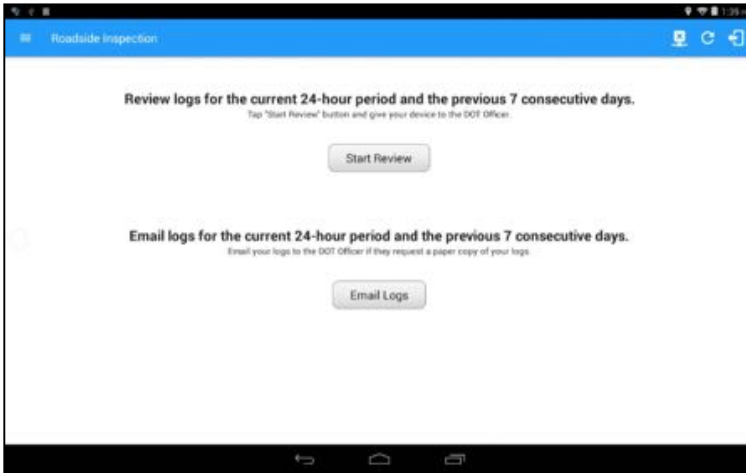 1:39
Roadside Inspection
Review logs for the current 24-hour period and the previous 7 consecutive days.
Tap "Start Review" button and give your device to the DOT Officer.
Start Review
Email logs for the current 24-hour period and the previous 7 consecutive days.
Email your logs to the DOT Officer if they request a paper copy of your logs.
Email Logs